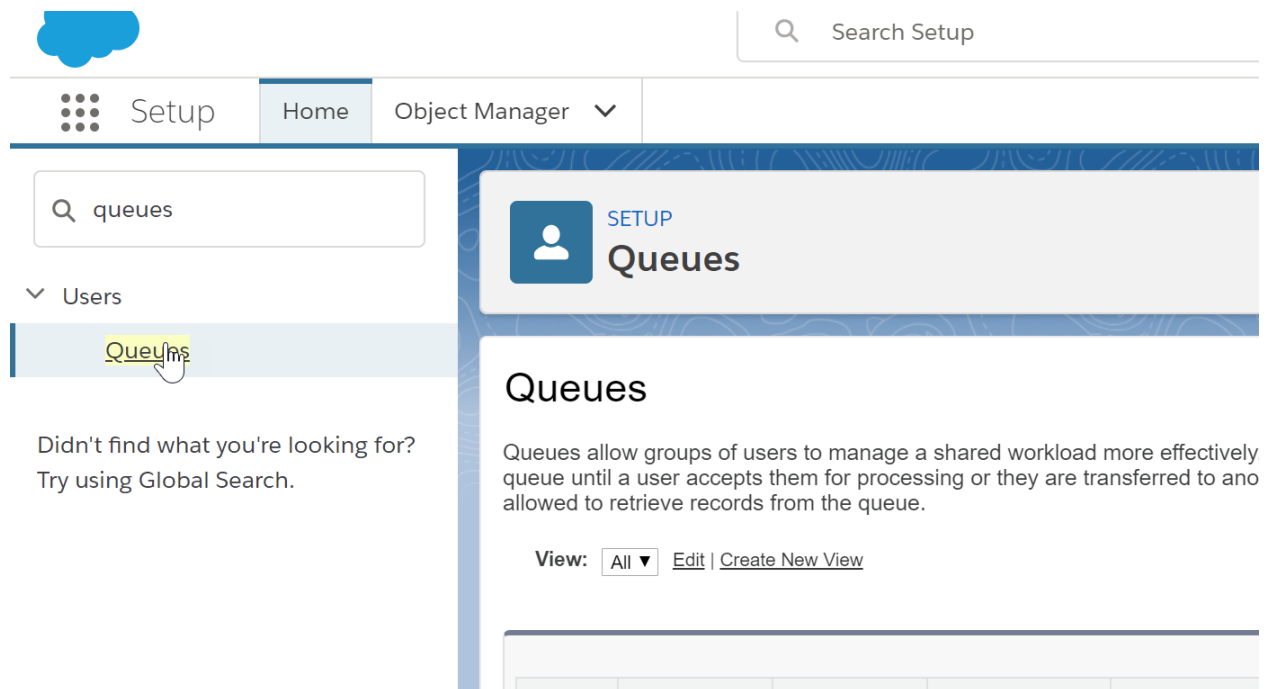 Search Setup
Setup
Home
Object Manager
queues
Users
Queues
Didn't find what you're looking for?
Try using Global Search.
SETUP
Queues
Queues
Queues allow groups of users to manage a shared workload more effectively
queue until a user accepts them for processing or they are transferred to ano
allowed to retrieve records from the queue.
View: All ▼ Edit | Create New View